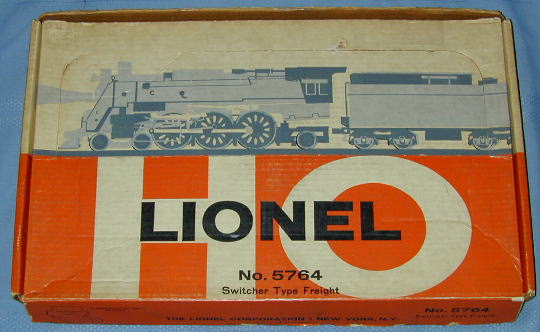 HO
LIONEL
No. 5764
Switcher Type Freight
THE LIONEL CORPORATION • NEW YORK, N.Y.
No. 5764
Switcher Type Freight